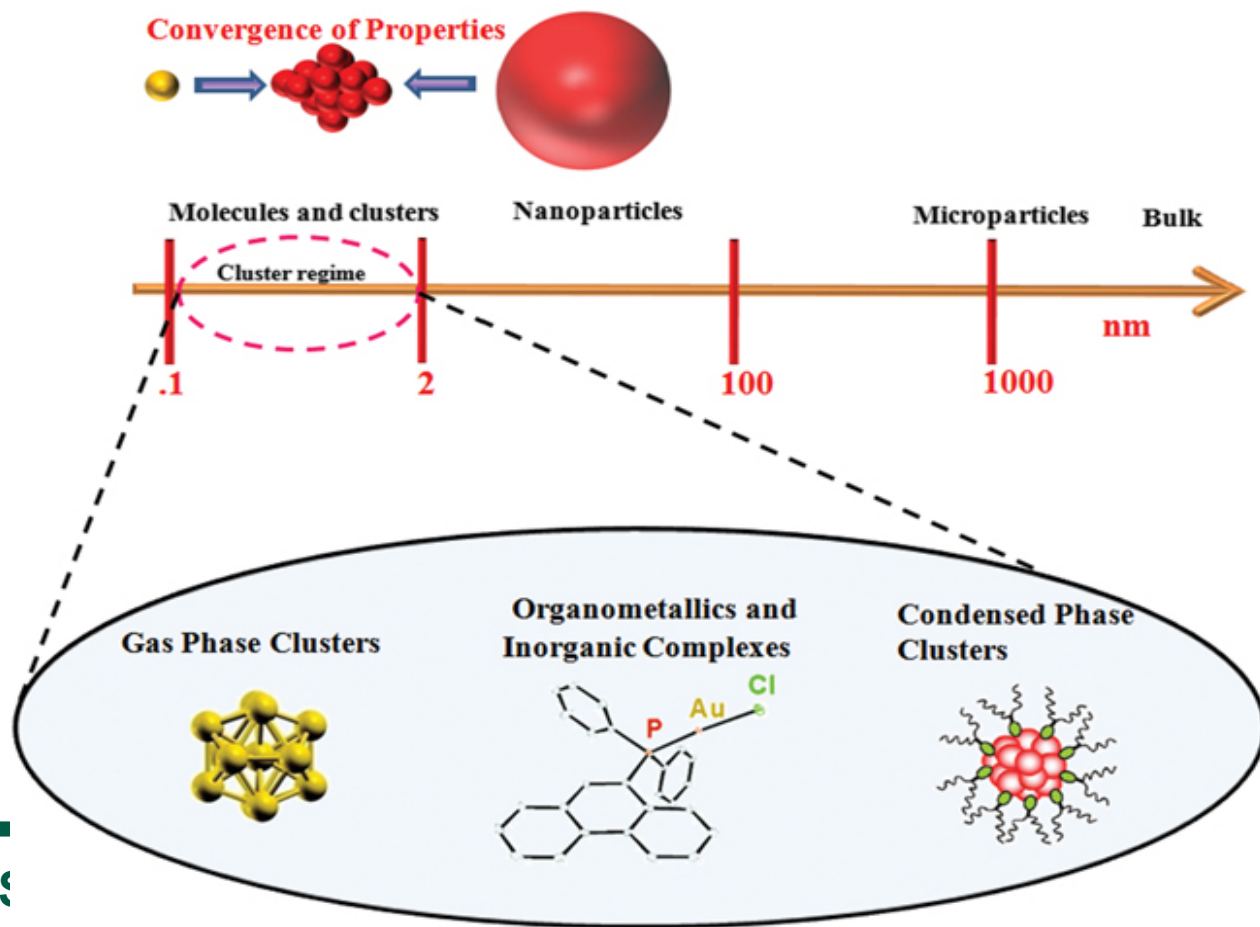 Convergence of Properties
Molecules and clusters
Nanoparticles
Microparticles
Bulk
Cluster regime
nm
.1
2
100
1000
Gas Phase Clusters
Organometallics and
Inorganic Complexes
Condensed Phase
Clusters
Cl
Au
P
s